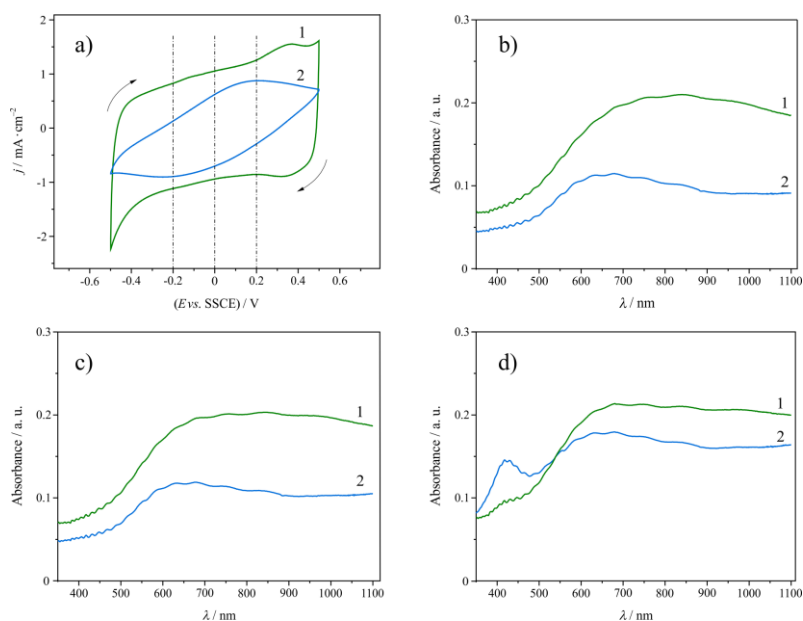 a)
1
2
j / mA·cm⁻²
2
1
0
-1
-2
-0.6 -0.4 -0.2 0 0.2 0.4 0.6
(E vs. SSCE) / V
b)
1
2
Absorbance / a. u.
0.3
0.2
0.1
0
400 500 600 700 800 900 1000 1100
λ / nm
c)
1
2
Absorbance / a. u.
0.3
0.2
0.1
0
400 500 600 700 800 900 1000 1100
λ / nm
d)
1
2
Absorbance / a. u.
0.3
0.2
0.1
0
400 500 600 700 800 900 1000 1100
λ / nm